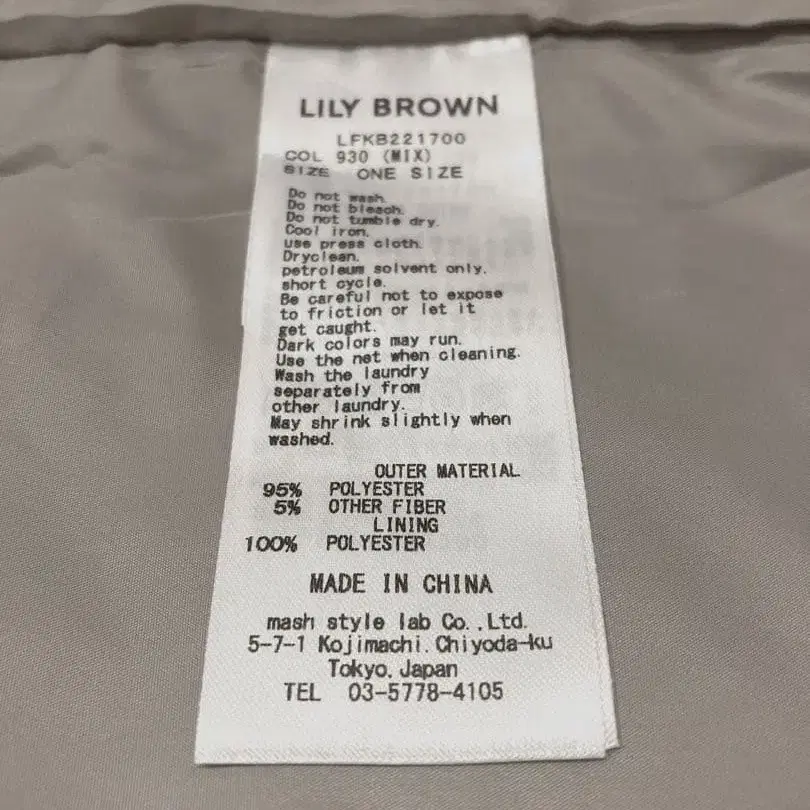 LILY BROWN
LFKB221700
COL 930 (MIX)
SIZE ONE SIZE
Do not wash.
Do not bleach.
Do not tumble dry.
Cool iron.
use press cloth.
Dryclean.
petroleum solvent only.
short cycle.
Be careful not to expose
to friction or let it
get caught.
Dark colors may run.
Use the net when cleaning.
Wash the laundry
separately from
other laundry.
May shrink slightly when
washed.
OUTER MATERIAL
95% POLYESTER
5% OTHER FIBER
LINING
100% POLYESTER
MADE IN CHINA
mash style lab Co.,Ltd.
5-7-1 Kojimachi.Chiyoda-ku
Tokyo.Japan
TEL 03-5778-4105